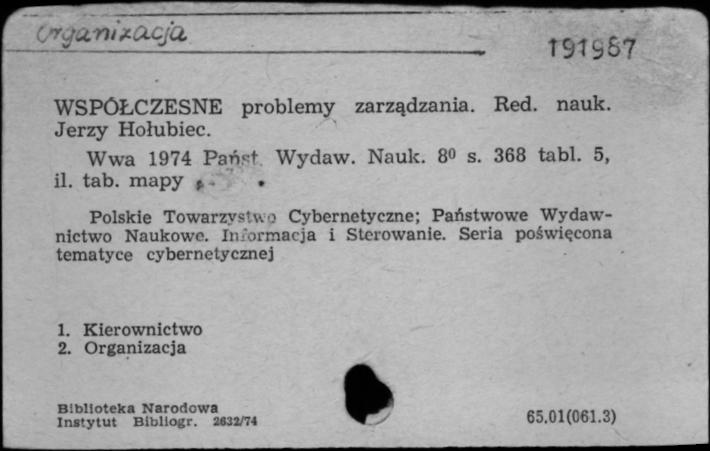 Organizacja
191987
WSPÓŁCZESNE problemy zarządzania. Red. nauk.
Jerzy Hołubiec.
Wwa 1974 Państ. Wydaw. Nauk. 8⁰ s. 368 tabl. 5,
il. tab. mapy
Polskie Towarzystwo Cybernetyczne; Państwowe Wydaw-
nictwo Naukowe. Informacja i Sterowanie. Seria poświęcona
tematyce cybernetycznej
1. Kierownictwo
2. Organizacja
Biblioteka Narodowa
Instytut Bibliogr. 2632/74
65.01(061.3)